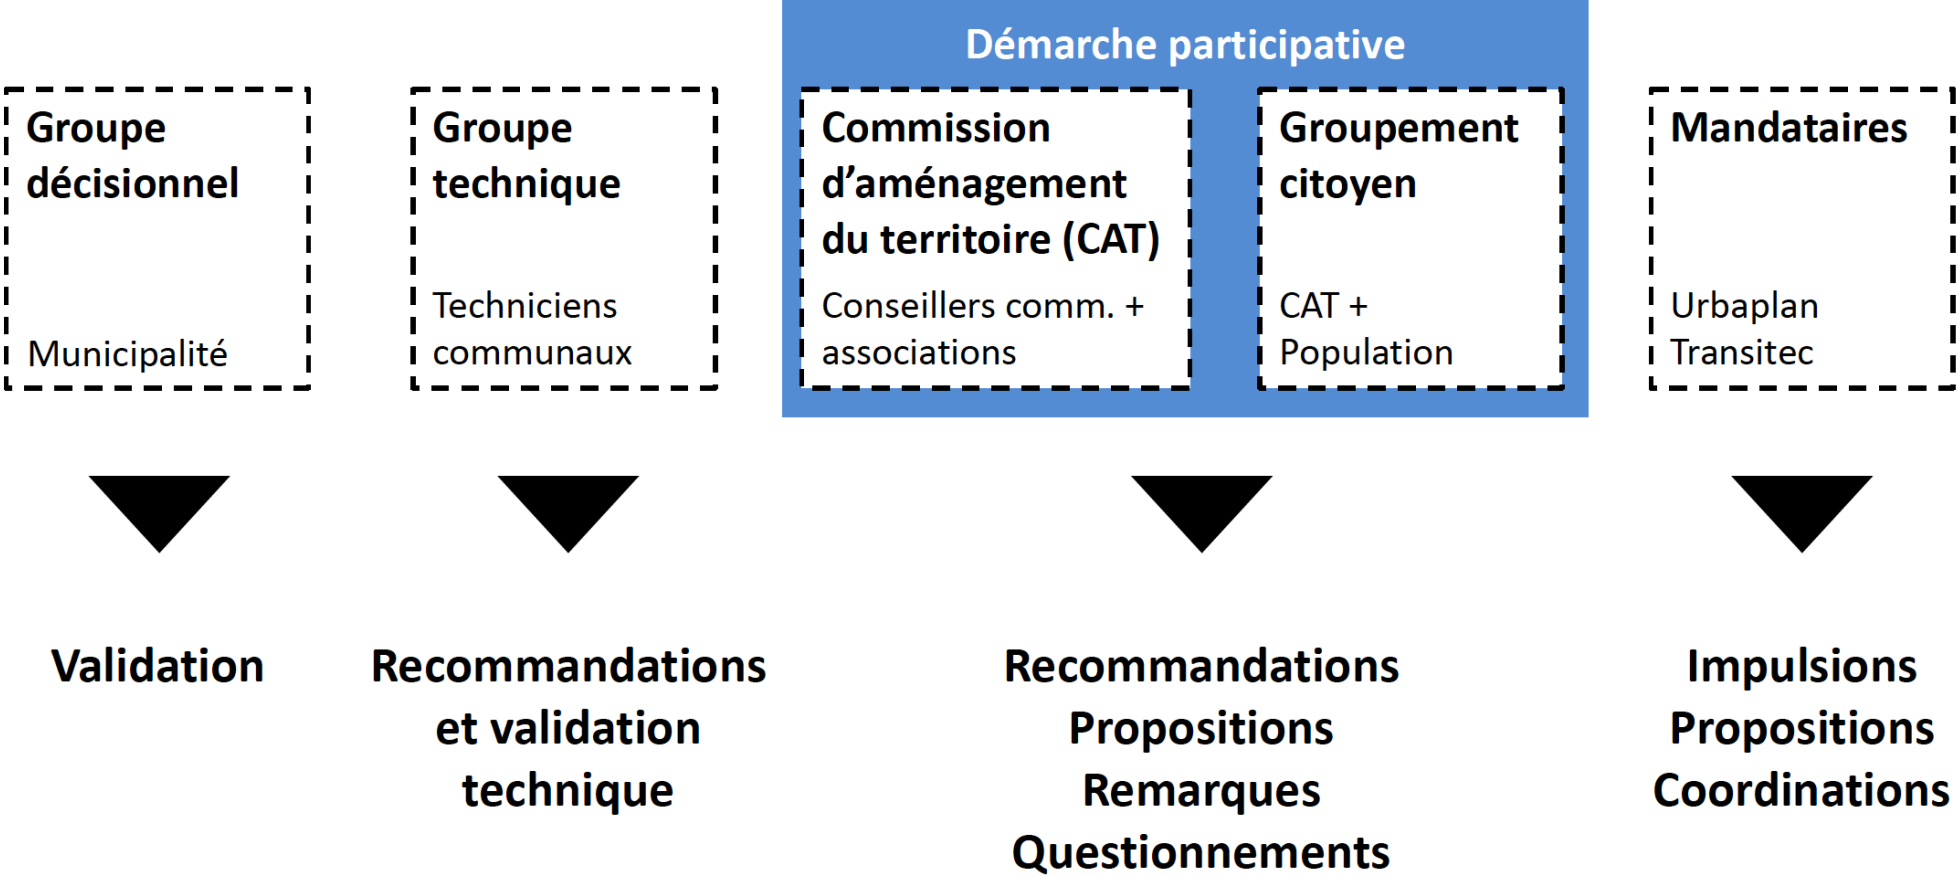 Démarche participative
Groupe
décisionnel
Municipalité
Groupe
technique
Techniciens
communaux
Commission
d’aménagement
du territoire (CAT)
Conseillers comm. +
associations
Groupement
citoyen
CAT +
Population
Mandataires
Urbaplan
Transitec
Validation
Recommandations
et validation
technique
Recommandations
Propositions
Remarques
Questionnements
Impulsions
Propositions
Coordinations